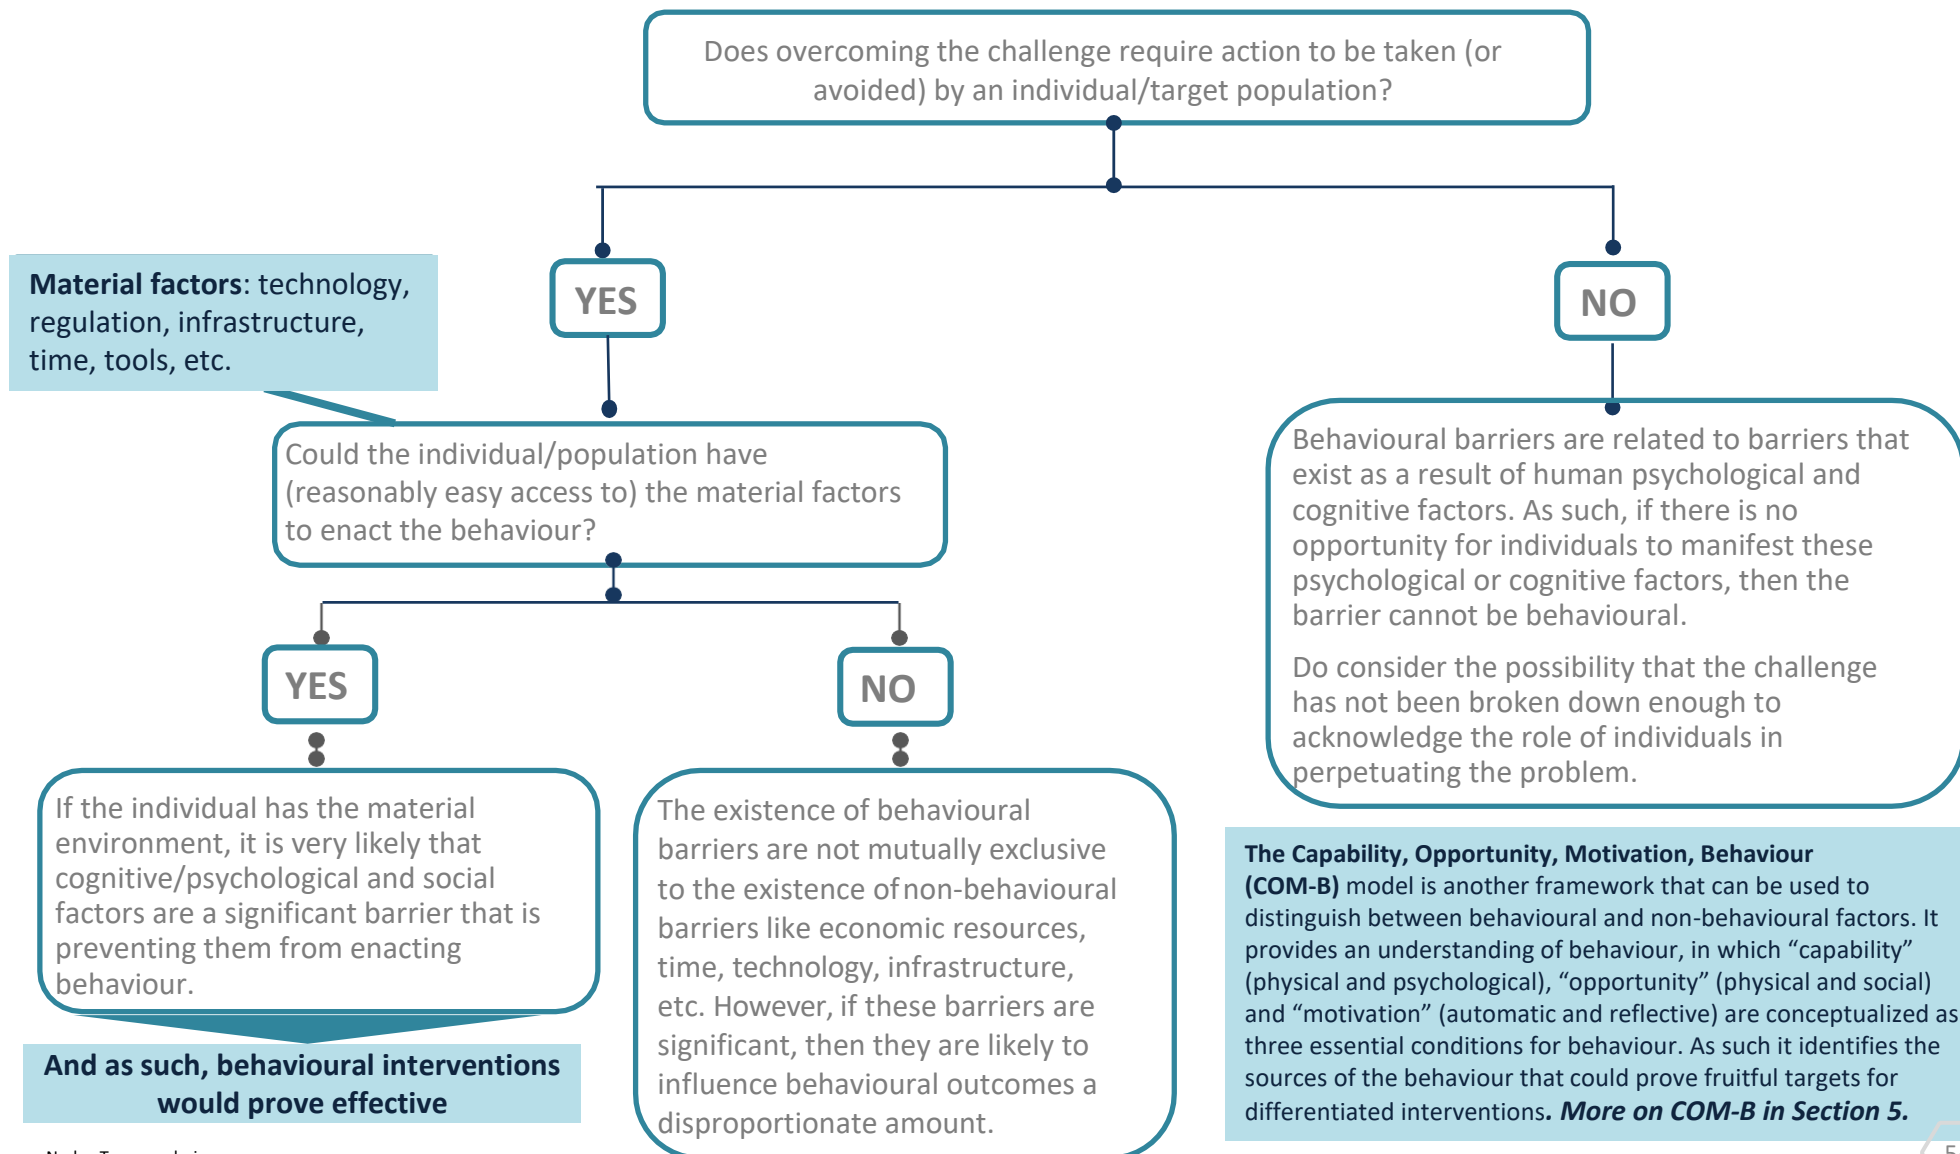 Does overcoming the challenge require action to be taken (or
avoided) by an individual/target population?
Material factors: technology,
regulation, infrastructure,
time, tools, etc.
YES
NO
Could the individual/population have
(reasonably easy access to) the material factors
to enact the behaviour?
Behavioural barriers are related to barriers that
exist as a result of human psychological and
cognitive factors. As such, if there is no
opportunity for individuals to manifest these
psychological or cognitive factors, then the
barrier cannot be behavioural.
Do consider the possibility that the challenge
has not been broken down enough to
acknowledge the role of individuals in
perpetuating the problem.
YES
NO
If the individual has the material
environment, it is very likely that
cognitive/psychological and social
factors are a significant barrier that is
preventing them from enacting
behaviour.
And as such, behavioural interventions
would prove effective
The existence of behavioural
barriers are not mutually exclusive
to the existence of non-behavioural
barriers like economic resources,
time, technology, infrastructure,
etc. However, if these barriers are
significant, then they are likely to
influence behavioural outcomes a
disproportionate amount.
The Capability, Opportunity, Motivation, Behaviour
(COM-B) model is another framework that can be used to
distinguish between behavioural and non-behavioural factors. It
provides an understanding of behaviour, in which “capability”
(physical and psychological), “opportunity” (physical and social)
and “motivation” (automatic and reflective) are conceptualized as
three essential conditions for behaviour. As such it identifies the
sources of the behaviour that could prove fruitful targets for
differentiated interventions. More on COM-B in Section 5.